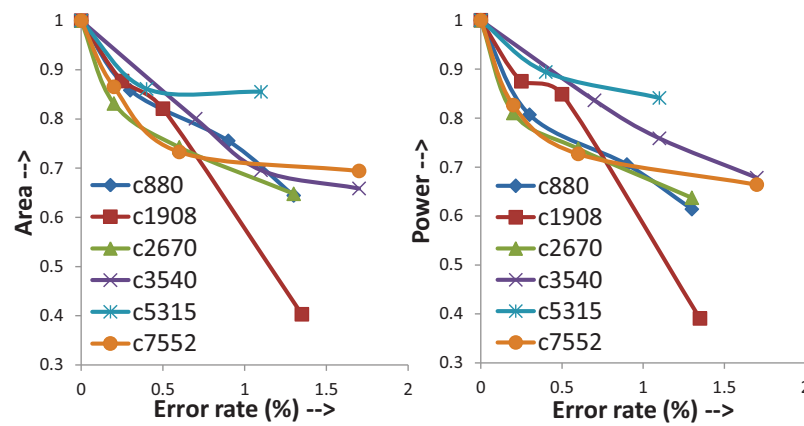 1
0.9
0.8
0.7
0.6
0.5
0.4
0.3
Area -->
c880
c1908
c2670
c3540
c5315
c7552
0 0.5 1 1.5 2
Error rate (%) -->
1
0.9
0.8
0.7
0.6
0.5
0.4
0.3
Power -->
c880
c1908
c2670
c3540
c5315
c7552
0 0.5 1 1.5 2
Error rate (%) -->